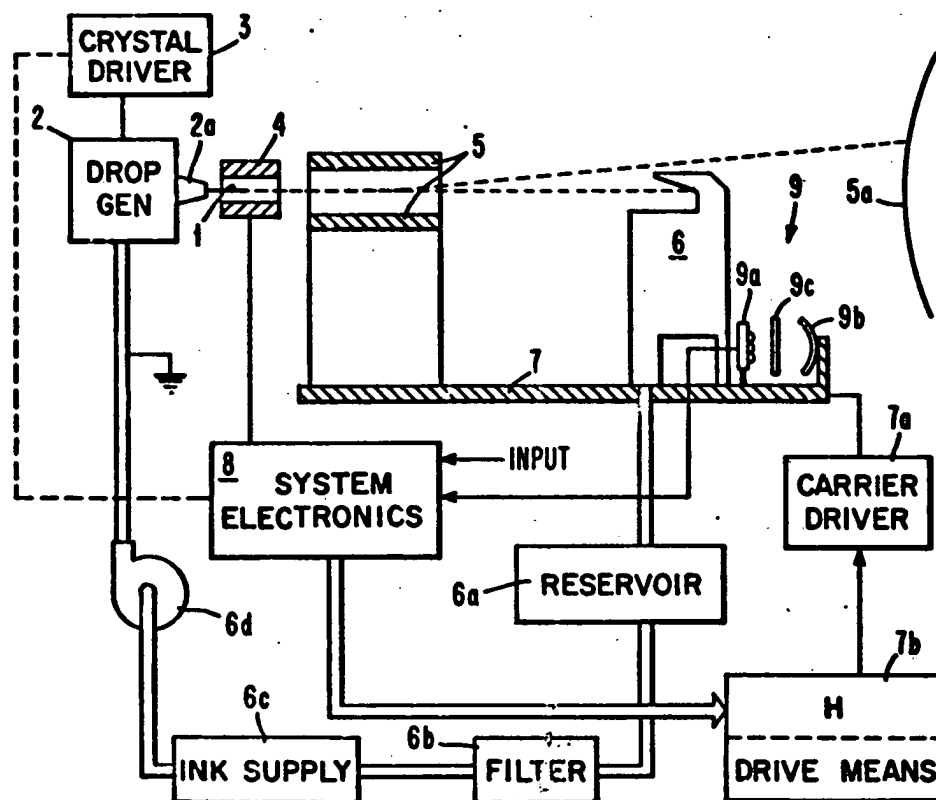 3
CRYSTAL
DRIVER
2
2a
4
5
DROP
GEN
1
5a
6
9
9a
9c
9b
7
7a
8
INPUT
SYSTEM
ELECTRONICS
CARRIER
DRIVER
6a
RESERVOIR
6d
7b
6c
H
6b
INK SUPPLY
FILTER
DRIVE MEANS